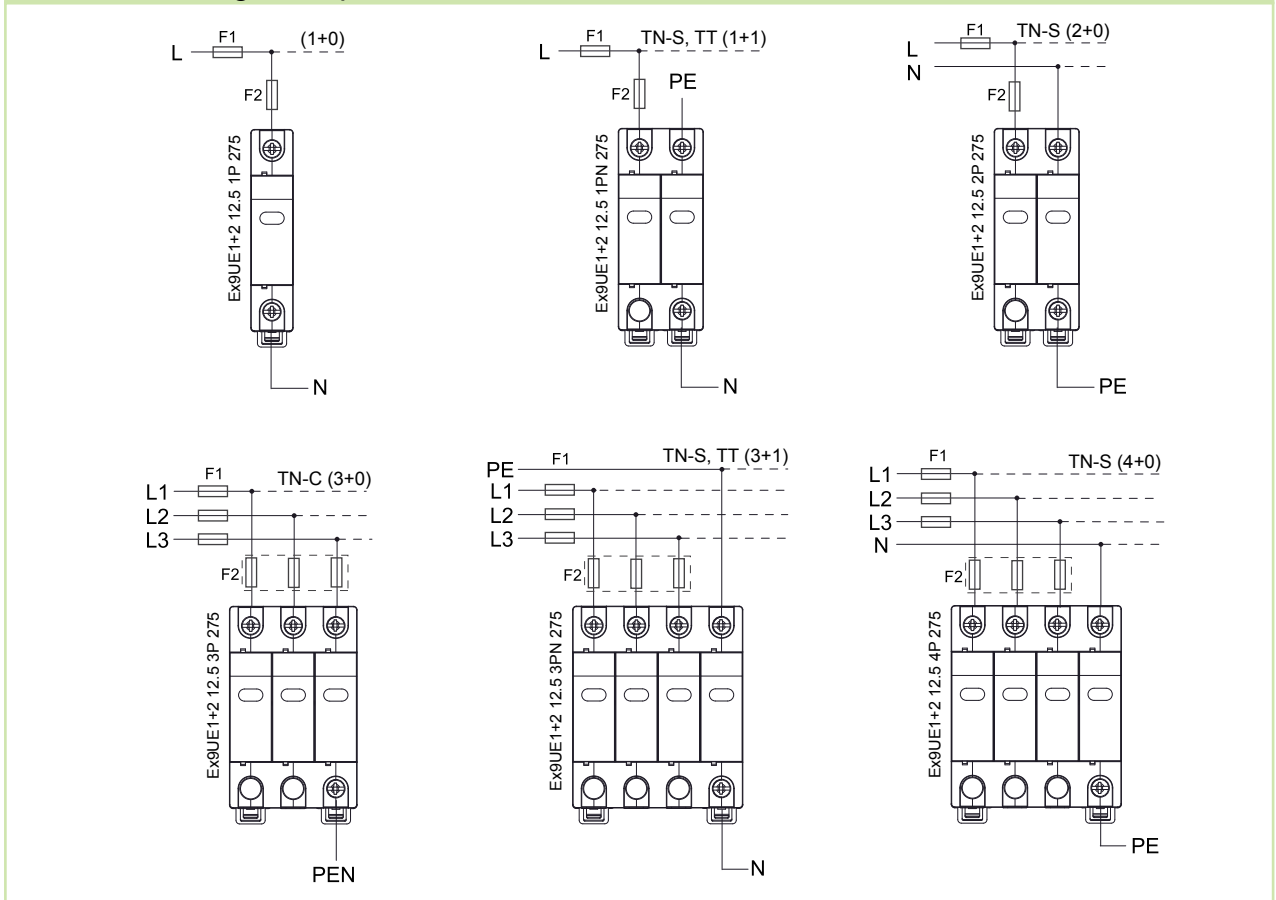 F1
(1+0)
L
F2
Ex9UE1+2 12.5 1P 275
N
F1
TN-S, TT (1+1)
L
PE
F2
Ex9UE1+2 12.5 1PN 275
N
F1
TN-S (2+0)
L
N
F2
Ex9UE1+2 12.5 2P 275
PE
F1
TN-C (3+0)
L1
L2
L3
F2
Ex9UE1+2 12.5 3P 275
PEN
F1
TN-S, TT (3+1)
PE
L1
L2
L3
F2
Ex9UE1+2 12.5 3PN 275
N
F1
TN-S (4+0)
L1
L2
L3
N
F2
Ex9UE1+2 12.5 4P 275
PE